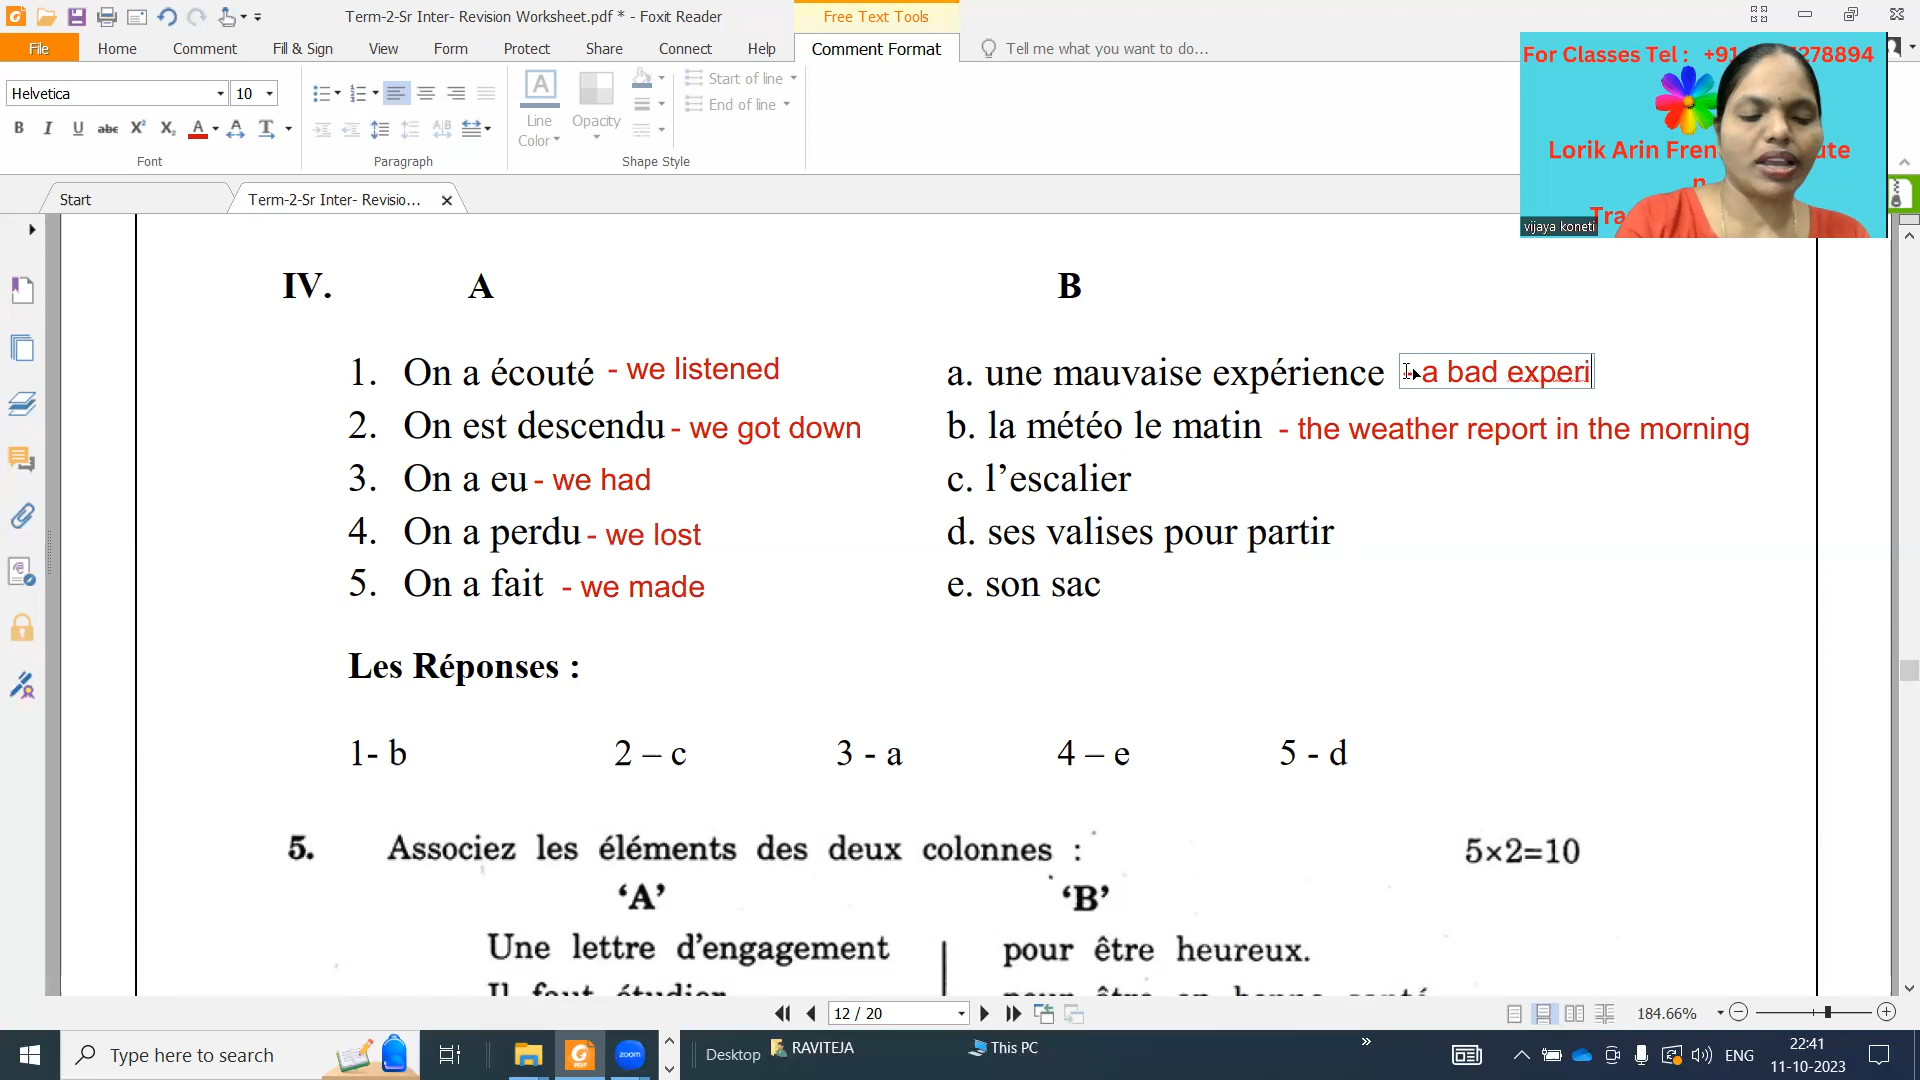 Term-2-Sr Inter- Revision Worksheet.pdf * - Foxit Reader
Free Text Tools
File Home Comment Fill & Sign View Form Protect Share Connect Help Comment Format Tell me what you want to do...
Helvetica 10
Start of line
End of line
Line Color
Opacity
Font Paragraph Shape Style
For Classes Tel : +91 278894
Lorik Arin
vijaya koneti
Start Term-2-Sr Inter- Revisio...
IV. A B
1. On a écouté - we listened a. une mauvaise expérience - a bad experi
2. On est descendu - we got down b. la météo le matin - the weather report in the morning
3. On a eu - we had c. l’escalier
4. On a perdu - we lost d. ses valises pour partir
5. On a fait - we made e. son sac
Les Réponses :
1- b 2 – c 3 - a 4 – e 5 - d
5. Associez les éléments des deux colonnes : 5×2=10
‘A’ ‘B’
Une lettre d'engagement pour être heureux.
Il faut étudier pour être en bonne santé
12 / 20 184.66%
Type here to search Desktop RAVITEJA This PC ENG 22:41
11-10-2023